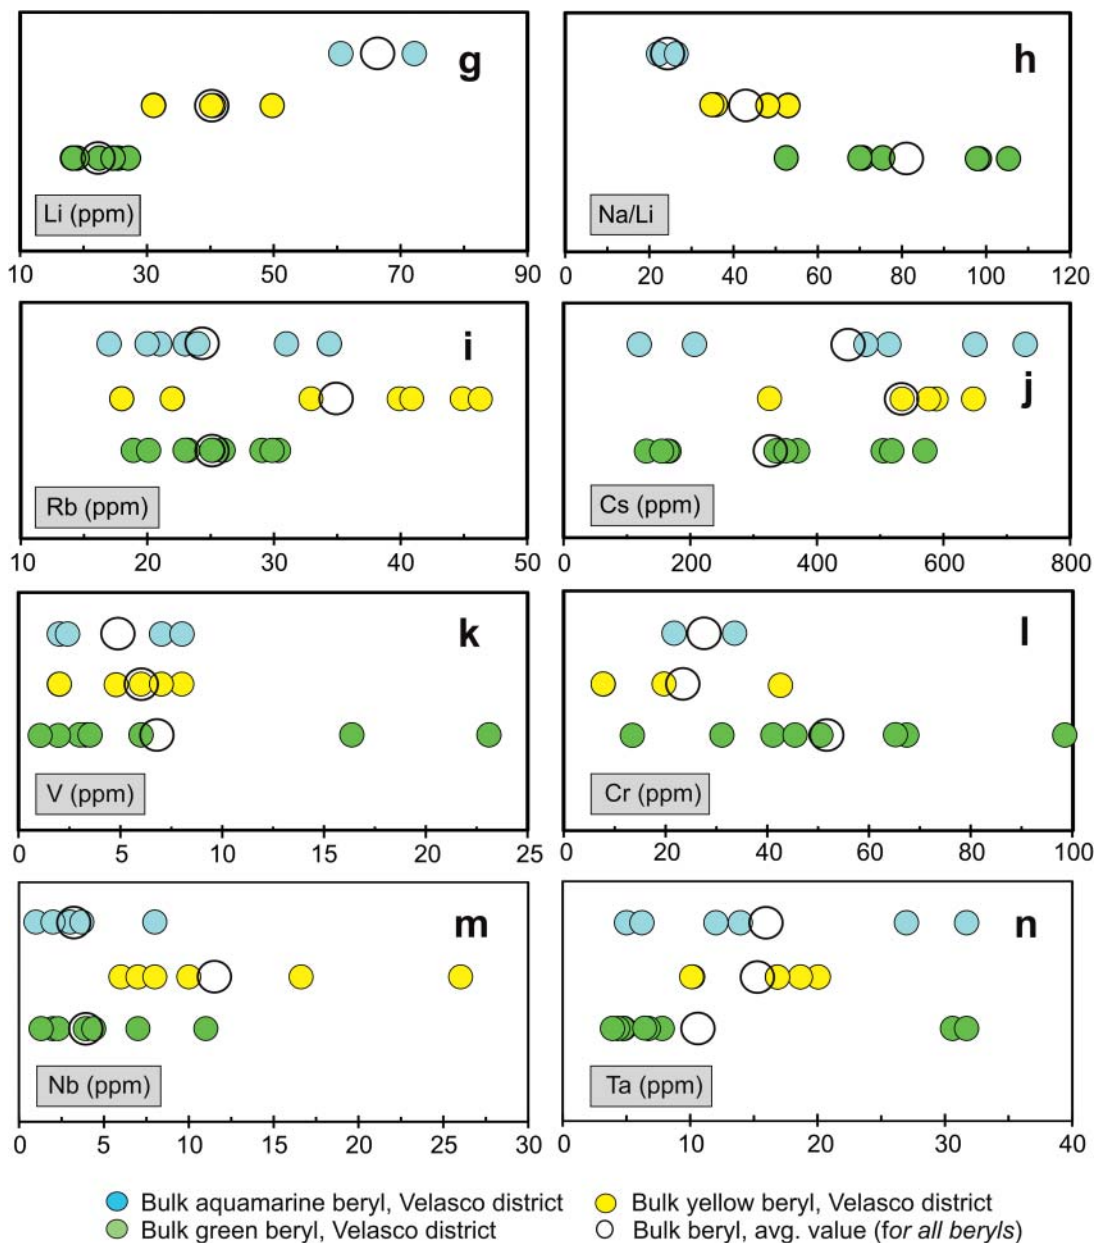 g
Li (ppm)
10 30 50 70 90
h
Na/Li
0 20 40 60 80 100 120
i
Rb (ppm)
10 20 30 40 50
j
Cs (ppm)
0 200 400 600 800
k
V (ppm)
0 5 10 15 20 25
l
Cr (ppm)
0 20 40 60 80 100
m
Nb (ppm)
0 5 10 15 20 25 30
n
Ta (ppm)
0 10 20 30 40
Bulk aquamarine beryl, Velasco district
Bulk yellow beryl, Velasco district
Bulk green beryl, Velasco district
Bulk beryl, avg. value (for all beryls)